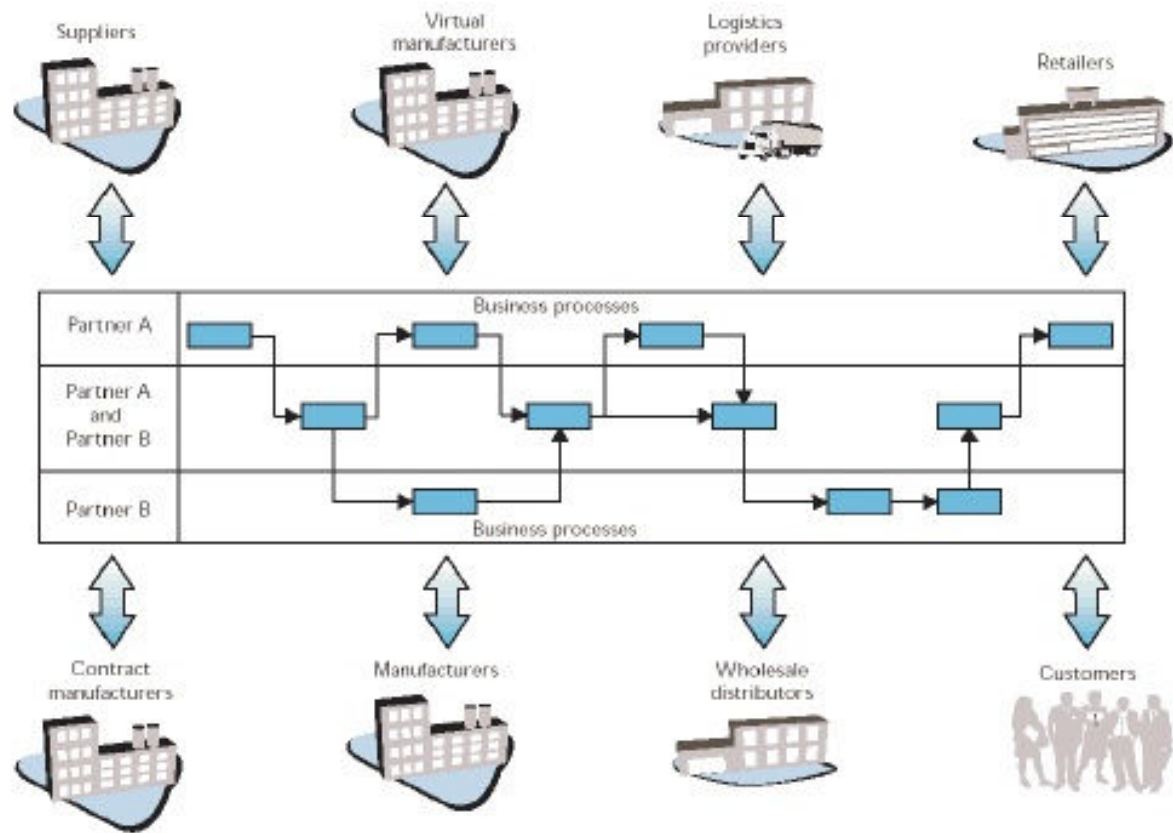 Suppliers
Virtual
manufacturers
Logistics
providers
Retailers
Business processes
Partner A
Partner A
and
Partner B
Partner B
Business processes
Contract
manufacturers
Manufacturers
Wholesale
distributors
Customers